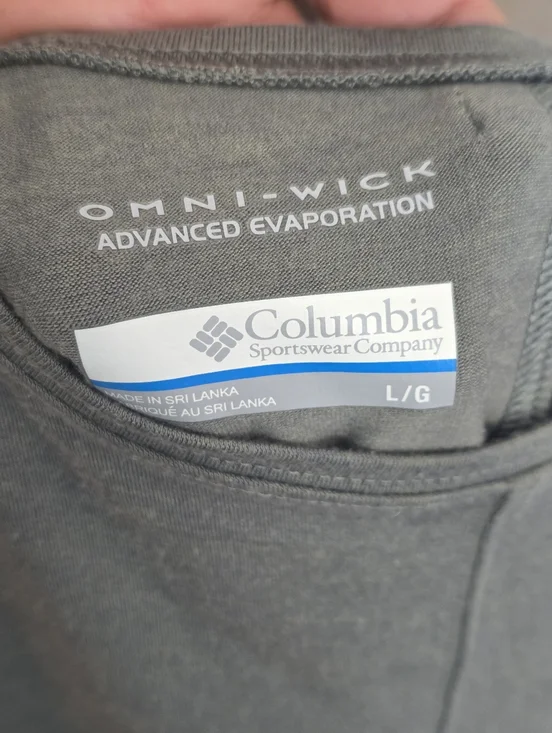 OMNI-WICK
ADVANCED EVAPORATION
Columbia
Sportswear Company
MADE IN SRI LANKA
AU SRI LANKA
L/G